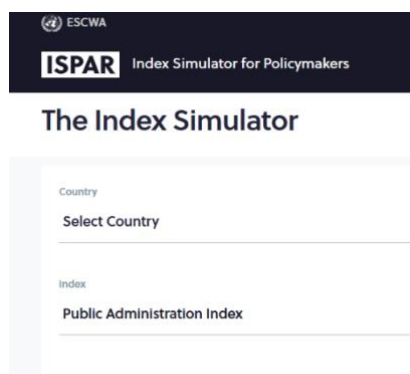 ESCWA
ISPAR Index Simulator for Policymakers
The Index Simulator
Country
Select Country
Index
Public Administration Index